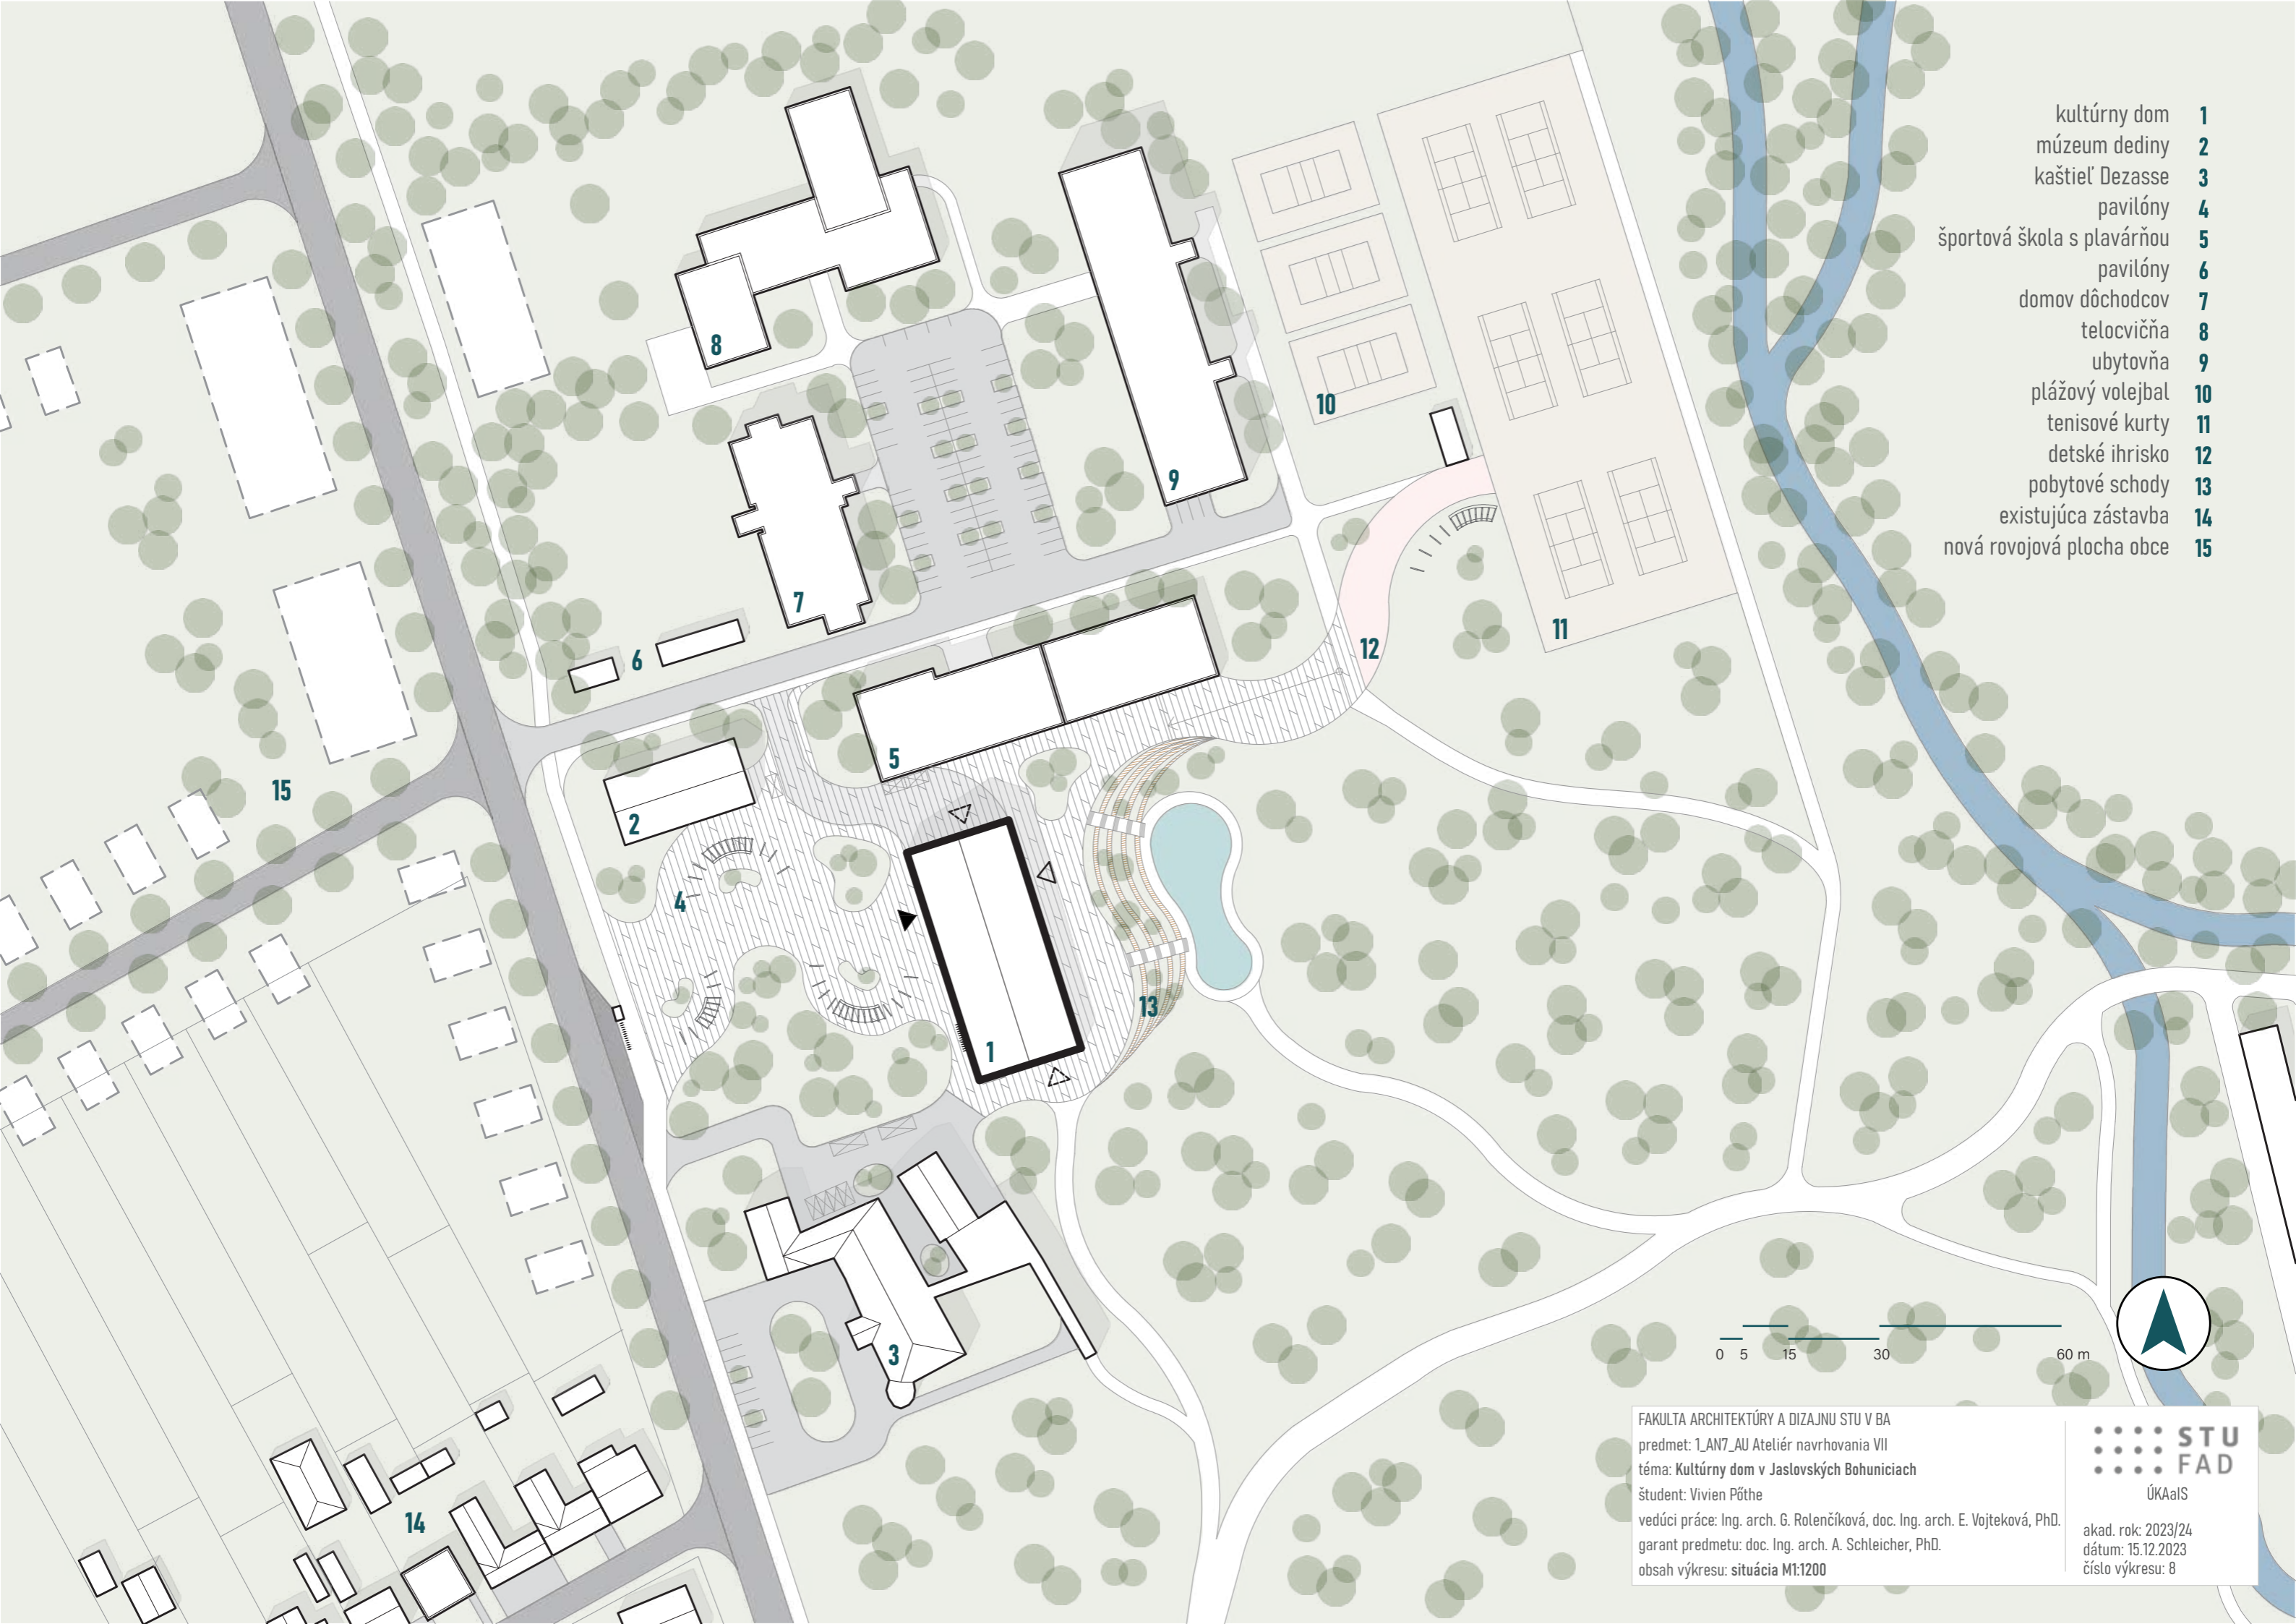 kultúrny dom 1
múzeum dediny 2
kaštieľ Dezasse 3
pavilóny 4
športová škola s plavárňou 5
pavilóny 6
domov dôchodcov 7
telocvičňa 8
ubytovňa 9
plážový volejbal 10
tenisové kurty 11
detské ihrisko 12
pobytové schody 13
existujúca zástavba 14
nová rovojová plocha obce 15
8
9
10
7
6
12
11
5
15
2
4
13
1
3
14
0 5 15 30 60 m
FAKULTA ARCHITEKTÚRY A DIZAJNU STU V BA
predmet: 1_AN7_AU Ateliér navrhovania VII
téma: Kultúrny dom v Jaslovských Bohuniciach
študent: Vivien Pőthe
vedúci práce: Ing. arch. G. Rolenčíková, doc. Ing. arch. E. Vojteková, PhD.
garant predmetu: doc. Ing. arch. A. Schleicher, PhD.
obsah výkresu: situácia M1:1200
STU
FAD
ÚKAaIS
akad. rok: 2023/24
dátum: 15.12.2023
číslo výkresu: 8